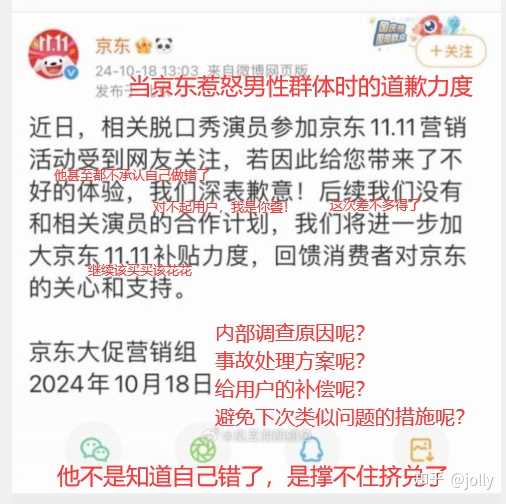 11.11
京东
国庆档
+关注
24-10-18 13:03 来自微博网页版
发布于
当京东惹怒男性群体时的道歉力度
近日，相关脱口秀演员参加京东11.11营销
活动受到网友关注，若因此给您带来了不
他甚至都不承认自己做错了
好的体验，我们深表歉意！后续我们没有
对不起用户，我是你爹！
这次差不多得了
和相关演员的合作计划，我们将进一步加
大京东11.11补贴力度，回馈消费者对京东
继续该买买该花花
的关心和支持。
内部调查原因呢？
京东大促营销组
事故处理方案呢？
2024年10月18日
给用户的补偿呢？
避免下次类似问题的措施呢？
他不是知道自己错了，是撑不住挤兑了
知乎 @jolly